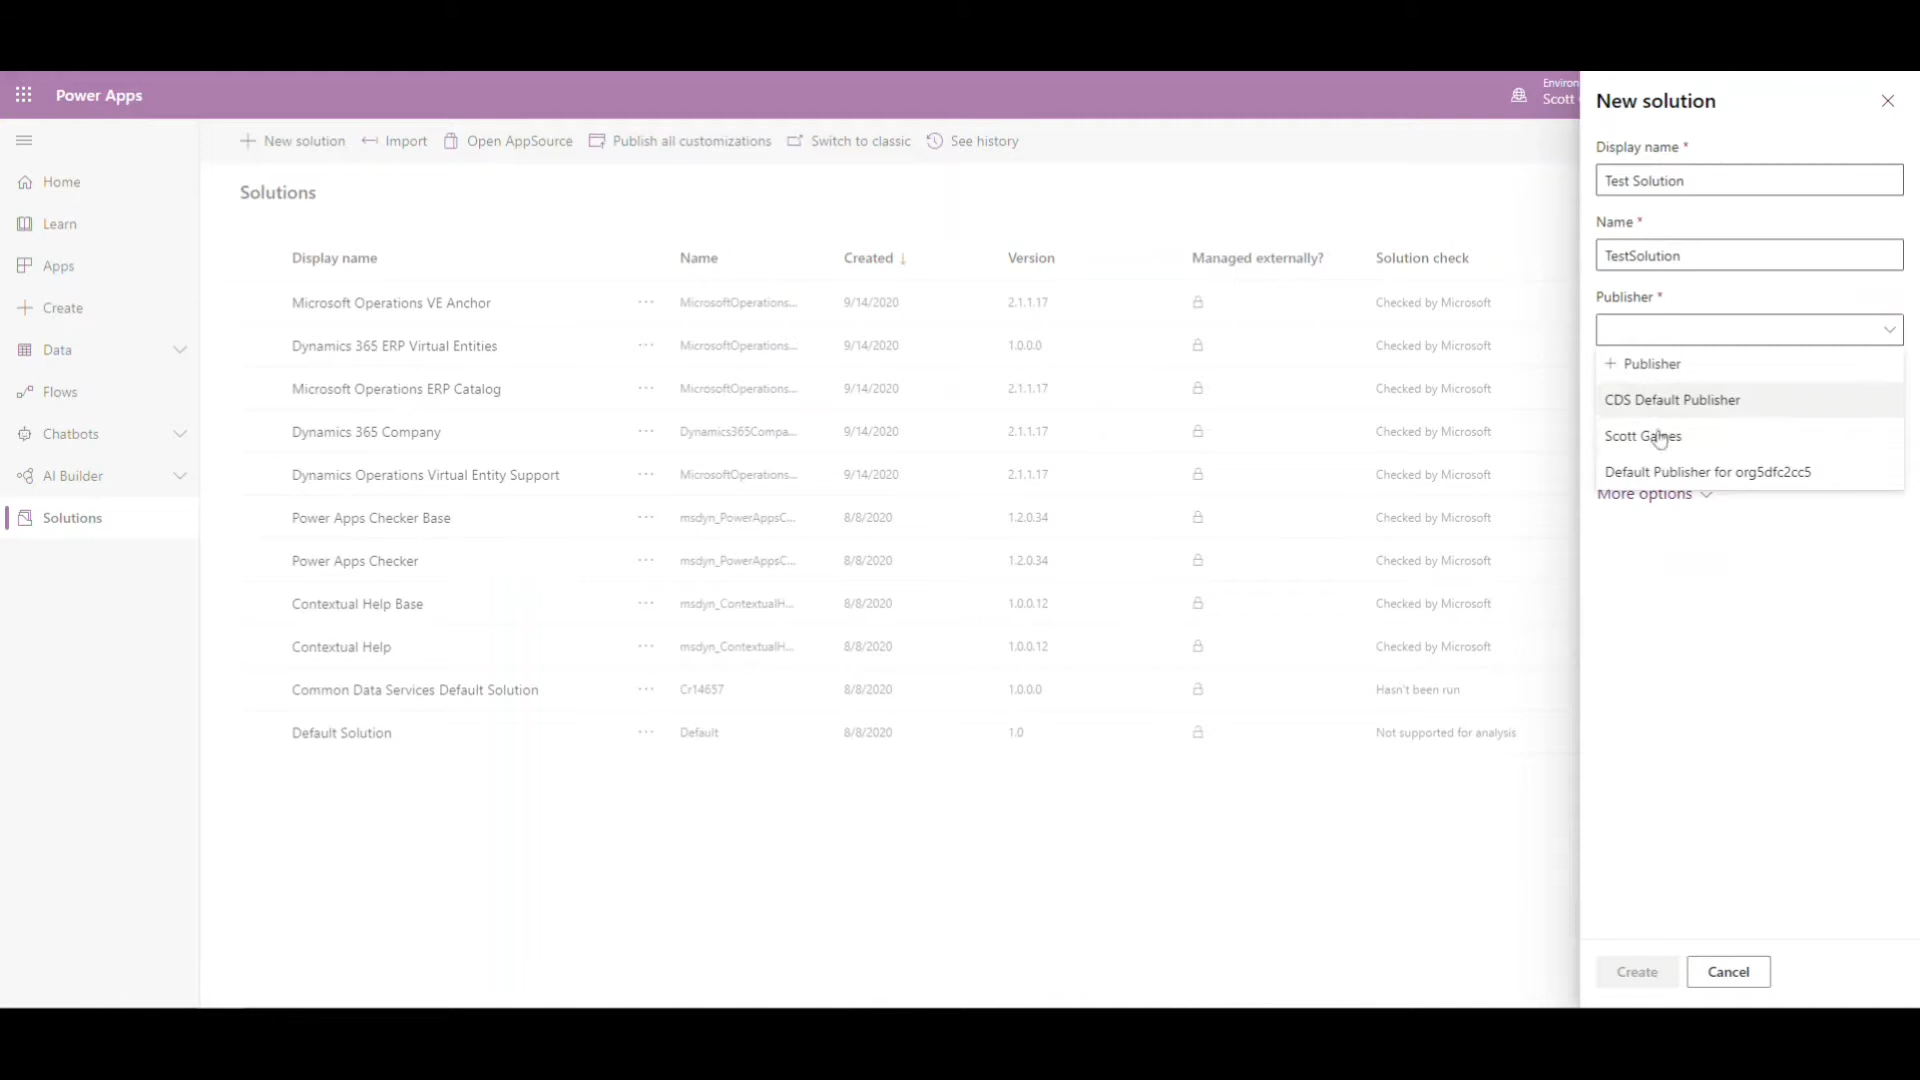 Power Apps
Environ
Scott
New solution
Import
Open AppSource
Publish all customizations
Switch to classic
See history
Home
Learn
Apps
Create
Data
Flows
Chatbots
AI Builder
Solutions
Solutions
Display name Name Created ↓ Version Managed externally? Solution check
Microsoft Operations VE Anchor ··· MicrosoftOperations... 9/14/2020 2.1.1.17 Checked by Microsoft
Dynamics 365 ERP Virtual Entities ··· MicrosoftOperations... 9/14/2020 1.0.0.0 Checked by Microsoft
Microsoft Operations ERP Catalog ··· MicrosoftOperations... 9/14/2020 2.1.1.17 Checked by Microsoft
Dynamics 365 Company ··· Dynamics365Compa... 9/14/2020 2.1.1.17 Checked by Microsoft
Dynamics Operations Virtual Entity Support ··· MicrosoftOperations... 9/14/2020 2.1.1.17 Checked by Microsoft
Power Apps Checker Base ··· msdyn_PowerAppsC... 8/8/2020 1.2.0.34 Checked by Microsoft
Power Apps Checker ··· msdyn_PowerAppsC... 8/8/2020 1.2.0.34 Checked by Microsoft
Contextual Help Base ··· msdyn_ContextualH... 8/8/2020 1.0.0.12 Checked by Microsoft
Contextual Help ··· msdyn_ContextualH... 8/8/2020 1.0.0.12 Checked by Microsoft
Common Data Services Default Solution ··· Cr14657 8/8/2020 1.0.0.0 Hasn't been run
Default Solution ··· Default 8/8/2020 1.0 Not supported for analysis
New solution
Display name *
Test Solution
Name *
TestSolution
Publisher *
+ Publisher
CDS Default Publisher
Scott
Default Publisher for org5dfc2cc5
More options
Create
Cancel